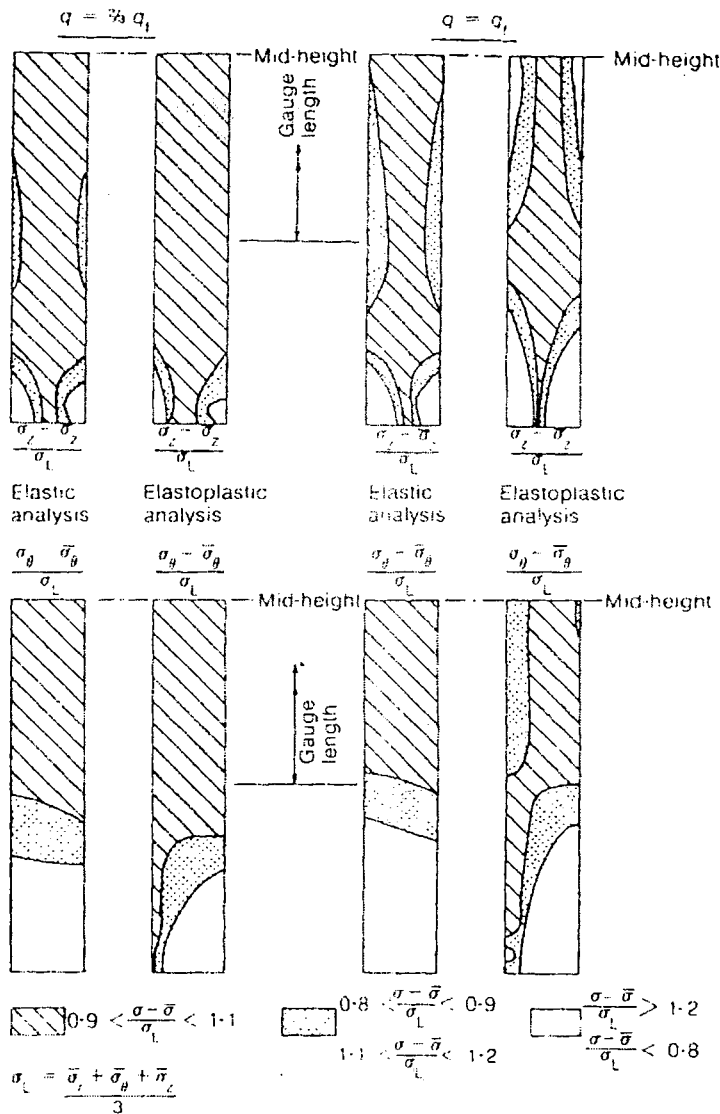 q = ⅔ q_f
q = q_f
Mid-height
Mid-height
Gauge length
(σ_z − σ̄_z)/σ_L
(σ_z − σ̄_z)/σ_L
(σ_z − σ̄_z)/σ_L
(σ_z − σ̄_z)/σ_L
Elastic analysis
Elastoplastic analysis
Elastic analysis
Elastoplastic analysis
(σ_θ − σ̄_θ)/σ_L
(σ_θ − σ̄_θ)/σ_L
(σ_θ − σ̄_θ)/σ_L
(σ_θ − σ̄_θ)/σ_L
Mid-height
Mid-height
Gauge length
0·9 < (σ − σ̄)/σ_L < 1·1
0·8 < (σ − σ̄)/σ_L < 0·9
1·1 < (σ − σ̄)/σ_L < 1·2
(σ − σ̄)/σ_L > 1·2
(σ − σ̄)/σ_L < 0·8
σ_L = (σ̄_r + σ̄_θ + σ̄_z)/3